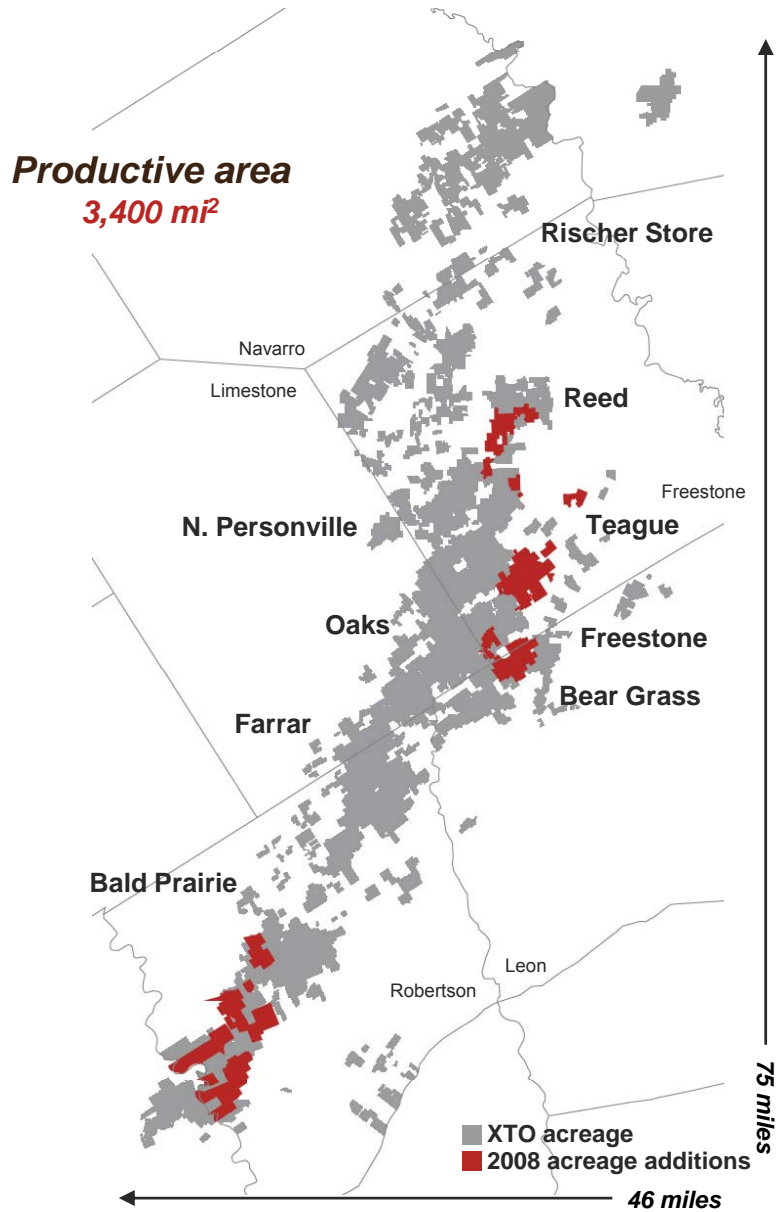 Productive area
3,400 mi²
Rischer Store
Navarro
Limestone
Reed
Freestone
N. Personville
Teague
Oaks
Freestone
Bear Grass
Farrar
Bald Prairie
Leon
Robertson
75 miles
XTO acreage
2008 acreage additions
46 miles